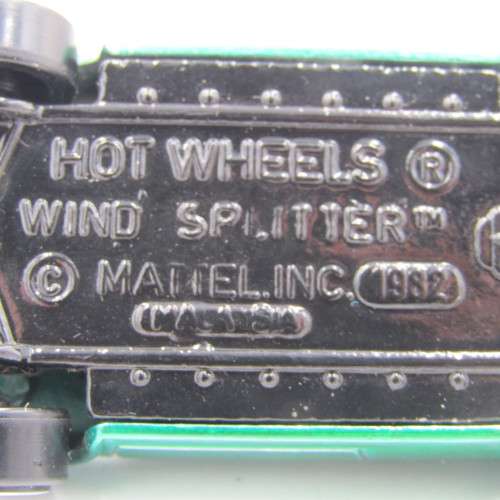 HOT WHEELS ®
WIND SPLITTER™
© MATTEL.INC. 1982
MALAYSIA